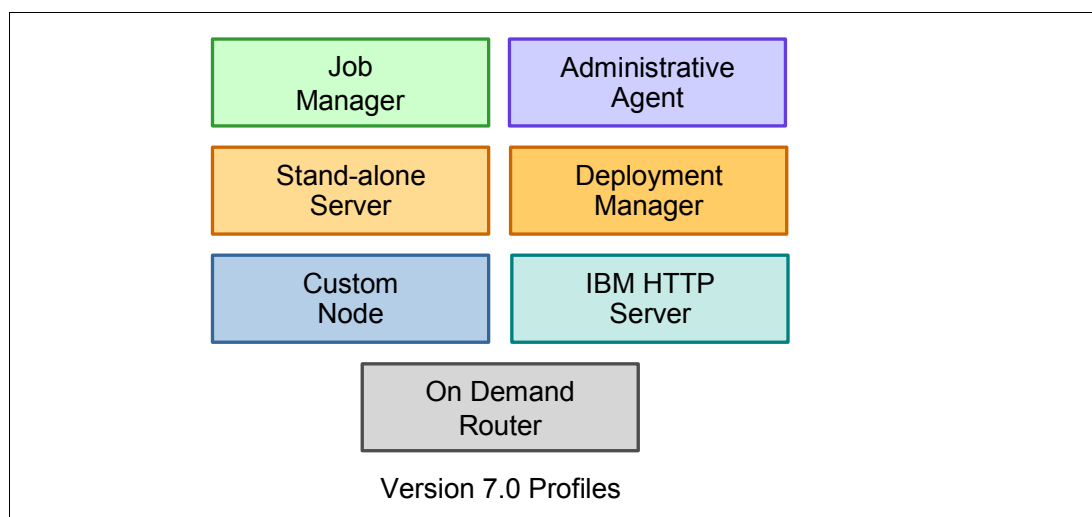 Job
Manager
Administrative
Agent
Stand-alone
Server
Deployment
Manager
Custom
Node
IBM HTTP
Server
On Demand
Router
Version 7.0 Profiles